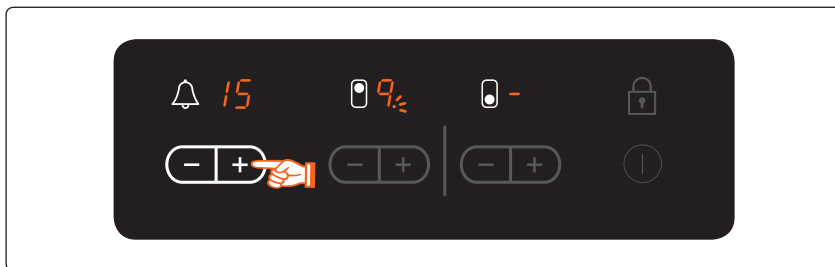 15 9. -
- + - + - +